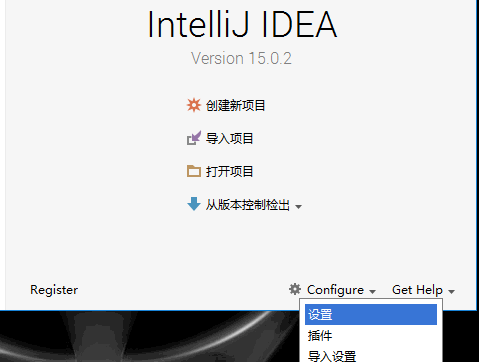 IntelliJ IDEA
Version 15.0.2
创建新项目
导入项目
打开项目
从版本控制检出
Register Configure Get Help
设置
插件
导入设置